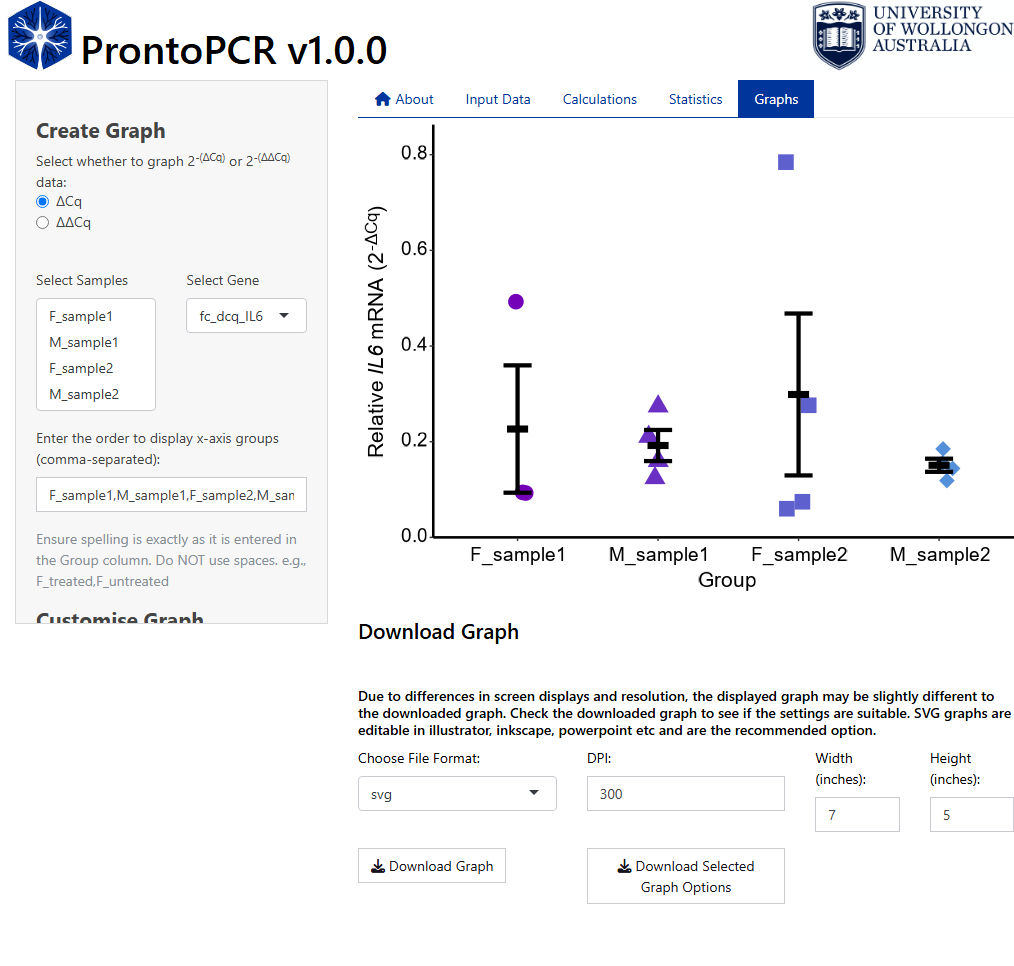 ProntoPCR v1.0.0
UNIVERSITY
OF WOLLONGONG
AUSTRALIA
About
Input Data
Calculations
Statistics
Graphs
Create Graph
Select whether to graph 2-(ΔCq) or 2-(ΔΔCq)
data:
ΔCq
ΔΔCq
Select Samples
F_sample1
M_sample1
F_sample2
M_sample2
Select Gene
fc_dcq_IL6
Enter the order to display x-axis groups
(comma-separated):
F_sample1,M_sample1,F_sample2,M_sam
Ensure spelling is exactly as it is entered in
the Group column. Do NOT use spaces. e.g.,
F_treated,F_untreated
Customise Graph
Relative IL6 mRNA (2-ΔCq)
0.8
0.6
0.4
0.2
0.0
F_sample1
M_sample1
F_sample2
M_sample2
Group
Download Graph
Due to differences in screen displays and resolution, the displayed graph may be slightly different to
the downloaded graph. Check the downloaded graph to see if the settings are suitable. SVG graphs are
editable in illustrator, inkscape, powerpoint etc and are the recommended option.
Choose File Format:
svg
DPI:
300
Width
(inches):
7
Height
(inches):
5
Download Graph
Download Selected
Graph Options